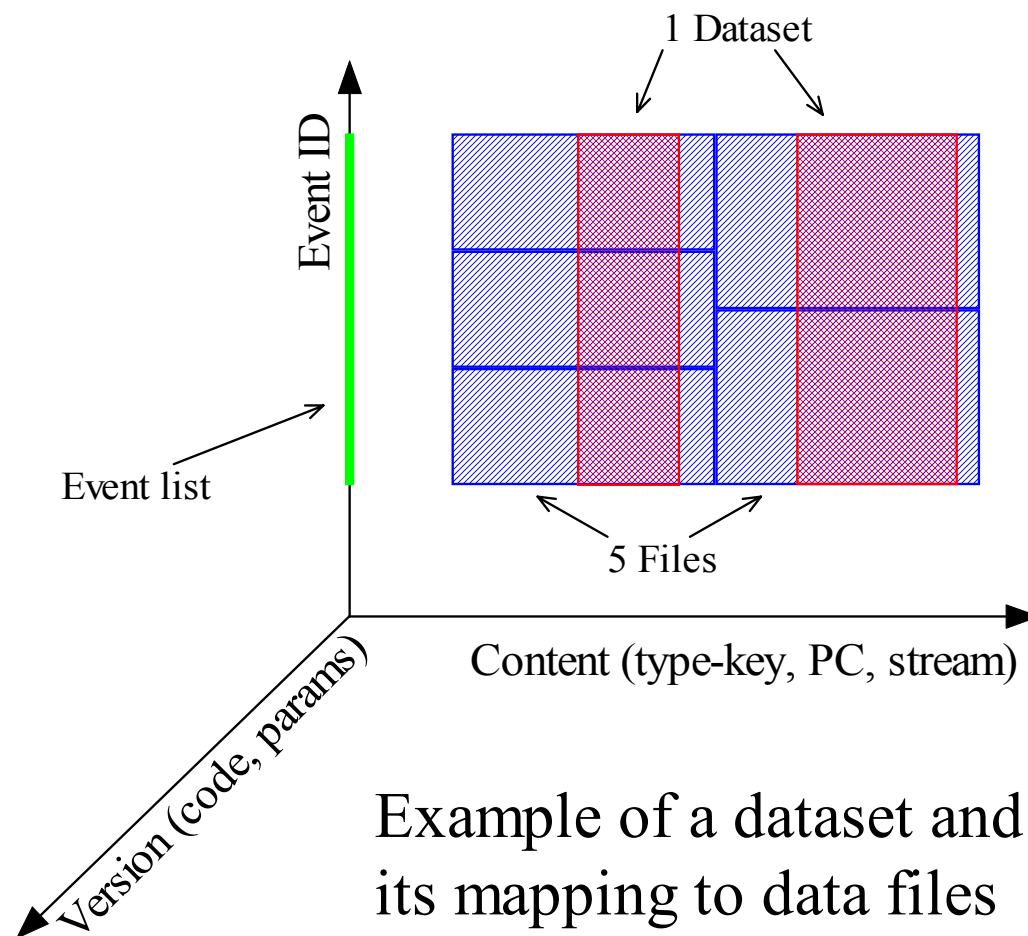 1 Dataset
Event ID
Event list
5 Files
Content (type-key, PC, stream)
Version (code, params)
Example of a dataset and
its mapping to data files